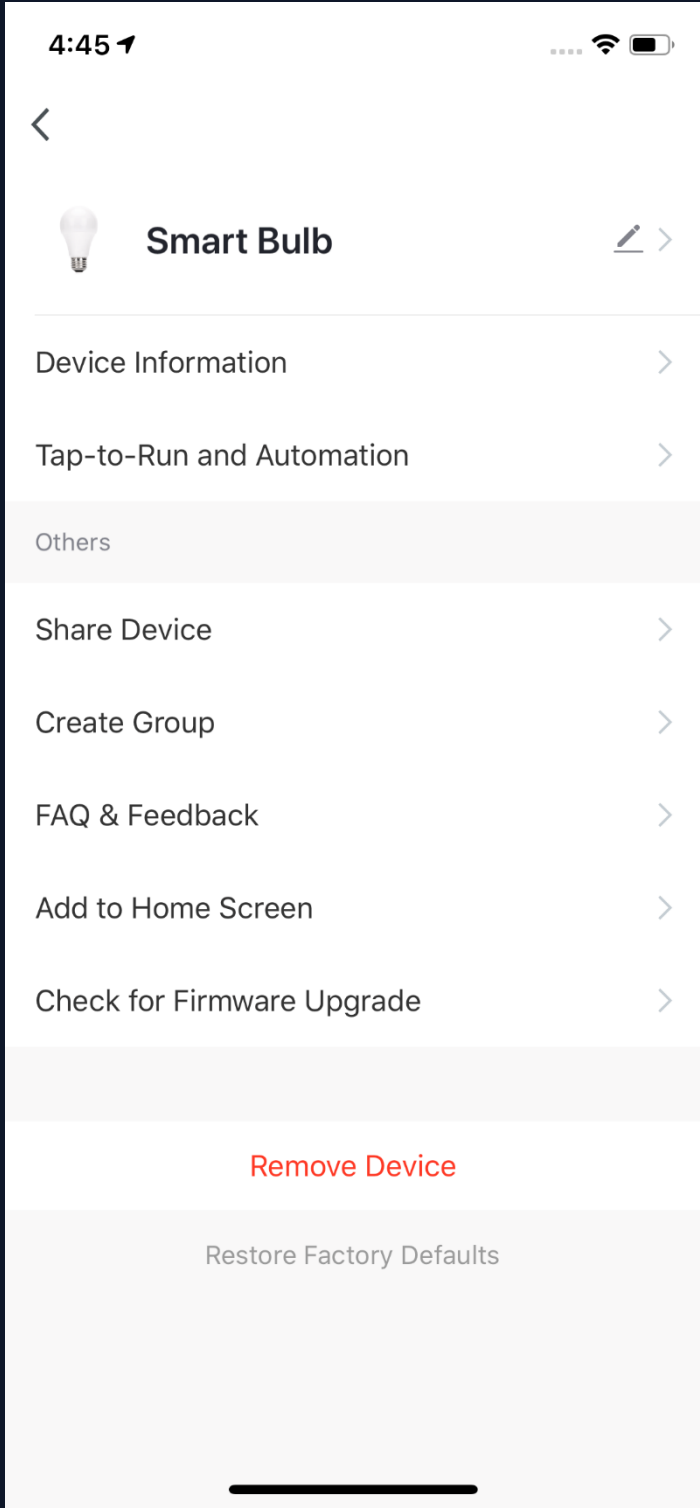 4:45
Smart Bulb
Device Information
Tap-to-Run and Automation
Others
Share Device
Create Group
FAQ & Feedback
Add to Home Screen
Check for Firmware Upgrade
Remove Device
Restore Factory Defaults